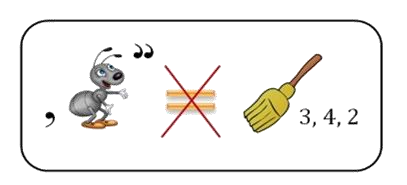 , ,, = 3, 4, 2